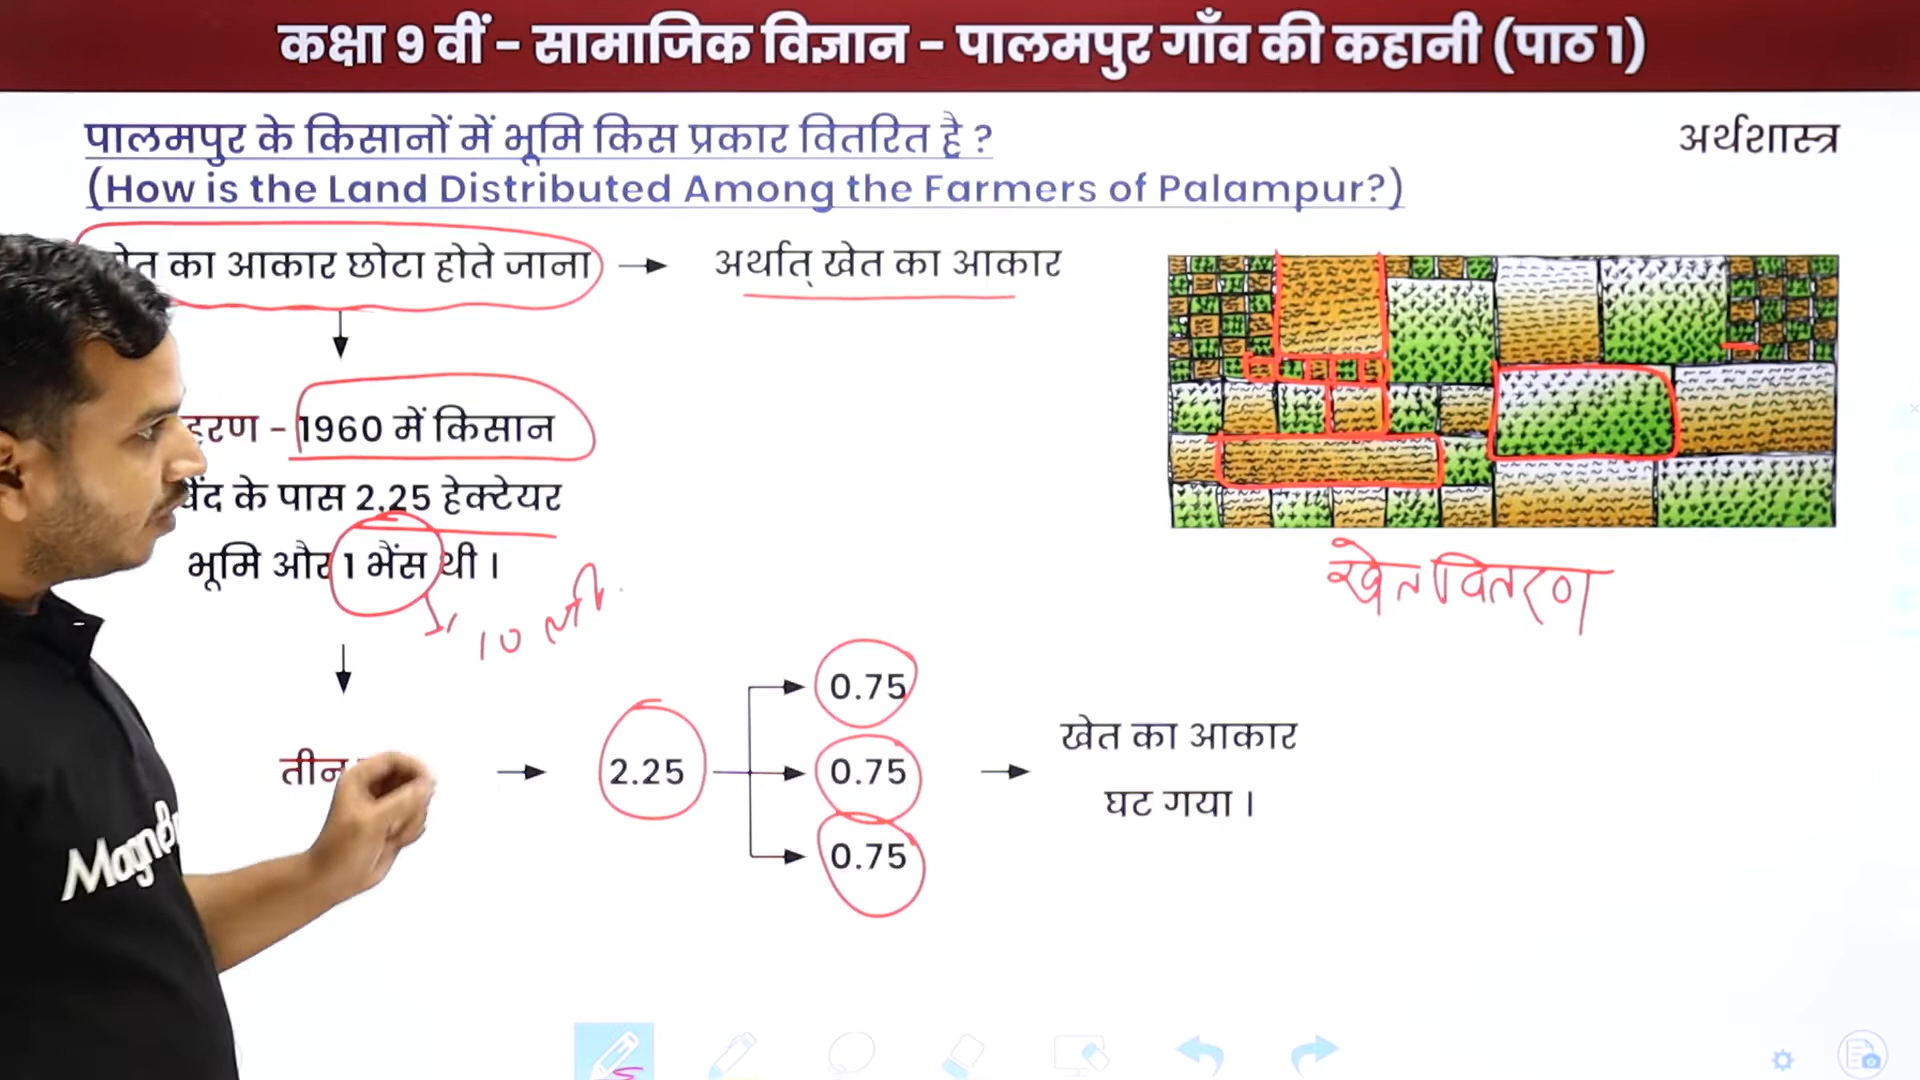 कक्षा 9 वीं - सामाजिक विज्ञान - पालमपुर गाँव की कहानी (पाठ 1)
पालमपुर के किसानों में भूमि किस प्रकार वितरित है ?
अर्थशास्त्र
(How is the Land Distributed Among the Farmers of Palampur?)
का आकार छोटा होते जाना → अर्थात् खेत का आकार
- 1960 में किसान
के पास 2.25 हेक्टेयर
भूमि और 1 भैंस थी ।
10
खेत वितरण
तीन → 2.25
0.75
0.75
0.75
→ खेत का आकार
घट गया ।